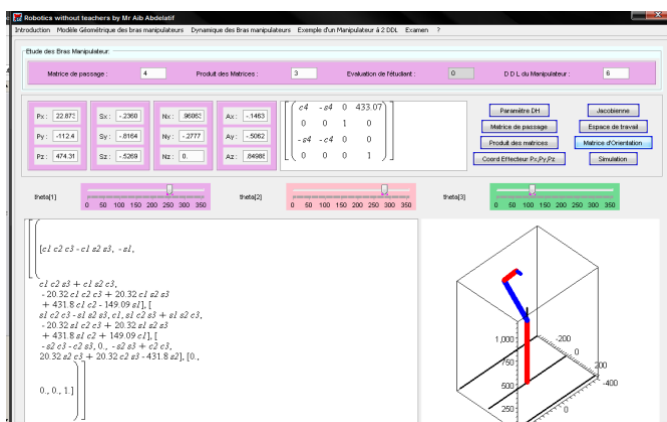 Robotics without teachers by Mr Aib Abdelatif
Introduction Modèle Géométrique des bras manipulateurs Dynamique des Bras manipulateurs Exemple d'un Manipulateur à 2 DDL Examen ?
Etude des Bras Manipulateur:
Matrice de passage : 4 Produit des Matrices : 3 Evaluation de l'étudiant : 0 D D L du Manipulateur : 6
Px : 22.873 Sx : -.2368 Nx : .96063 Ax : -.1463
Py : -112.4 Sy : -.8164 Ny : -.2777 Ay : -.5062
Pz : 474.31 Sz : -.5269 Nz : 0. Az : .84988
c4 -s4 0 433.07
0 0 1 0
-s4 -c4 0 0
0 0 0 1
Paramètre DH Jacobienne
Matrice de passage Espace de travail
Produit des matrices Matrice d'Orientation
Coord Effecteur Px,Py,Pz Simulation
theta[1] theta[2] theta[3]
0 50 100 150 200 250 300 350 0 50 100 150 200 250 300 350 0 50 100 150 200 250 300 350
[c1 c2 c3 - c1 s2 s3, -s1,
c1 c2 s3 + c1 s2 c3,
- 20.32 c1 c2 c3 + 20.32 c1 s2 s3
+ 431.8 c1 c2 - 149.09 s1], [
s1 c2 c3 - s1 s2 s3, c1, s1 c2 s3 + s1 s2 c3,
- 20.32 s1 c2 c3 + 20.32 s1 s2 s3
+ 431.8 s1 c2 + 149.09 c1], [
-s2 c3 - c2 s3, 0., -s2 s3 + c2 c3,
20.32 s2 c3 + 20.32 c2 s3 - 431.8 s2], [0.,
0., 0., 1.]
1,000
750
500
250
-200
0
200
-400
0